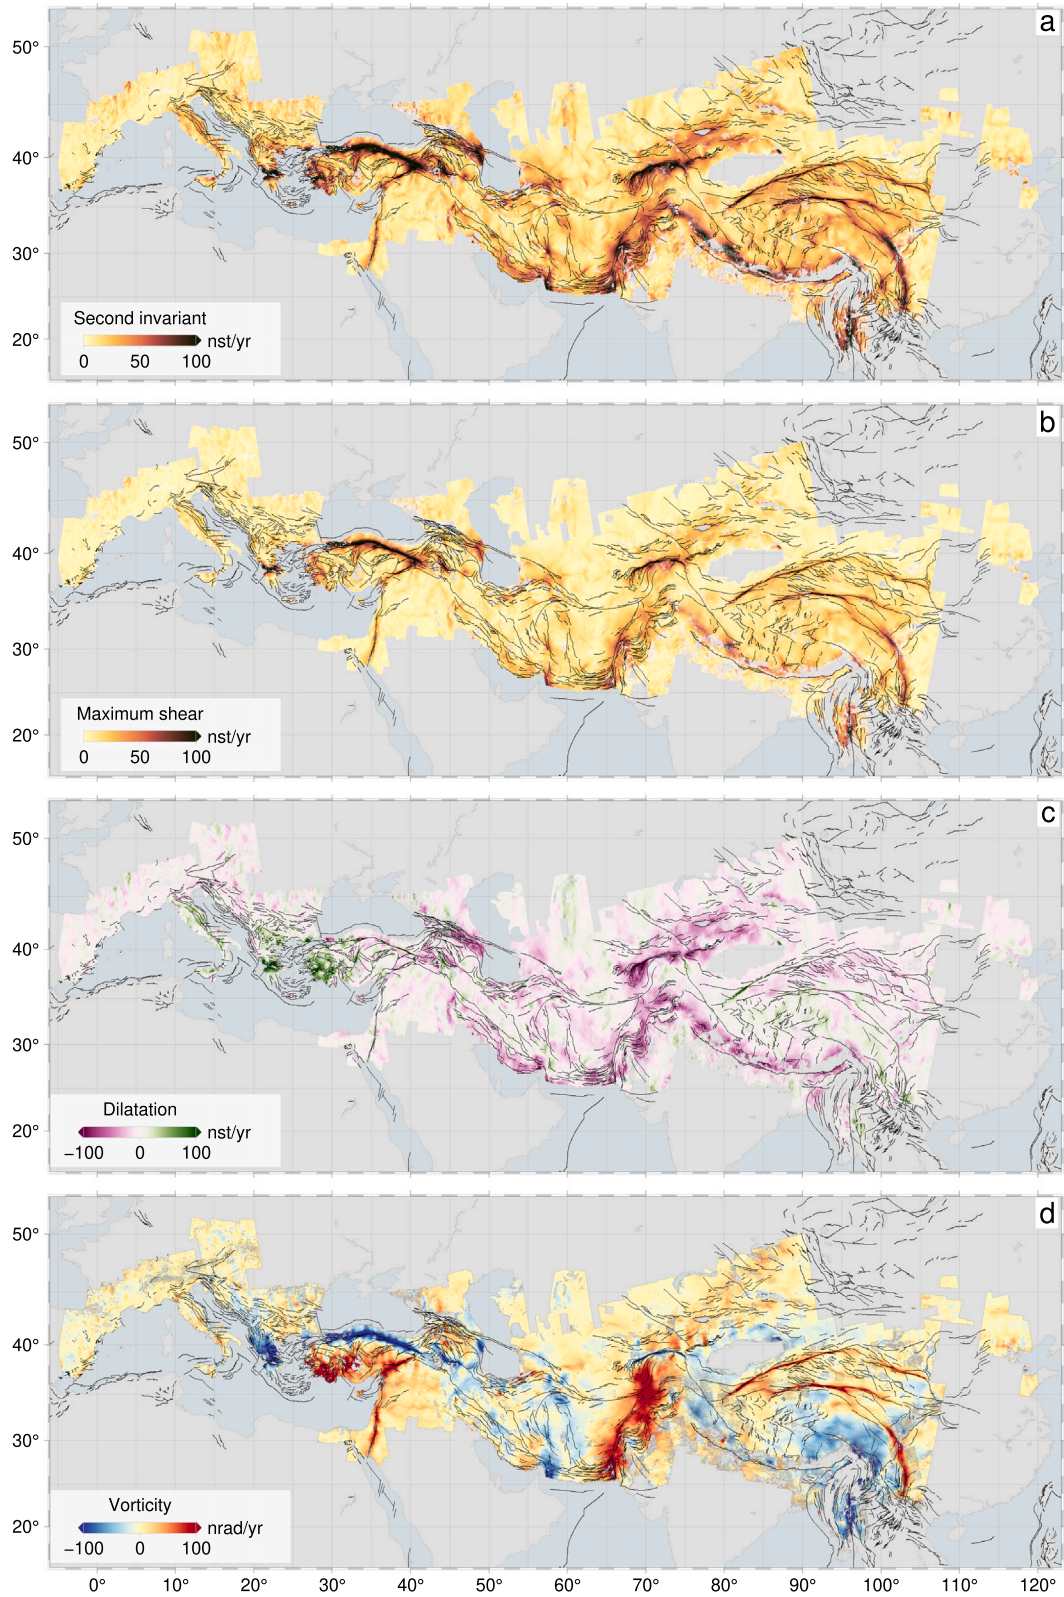 a
50°
40°
30°
20°
Second invariant
nst/yr
0 50 100
b
50°
40°
30°
20°
Maximum shear
nst/yr
0 50 100
c
50°
40°
30°
20°
Dilatation
nst/yr
−100 0 100
d
50°
40°
30°
20°
Vorticity
nrad/yr
−100 0 100
0° 10° 20° 30° 40° 50° 60° 70° 80° 90° 100° 110° 120°